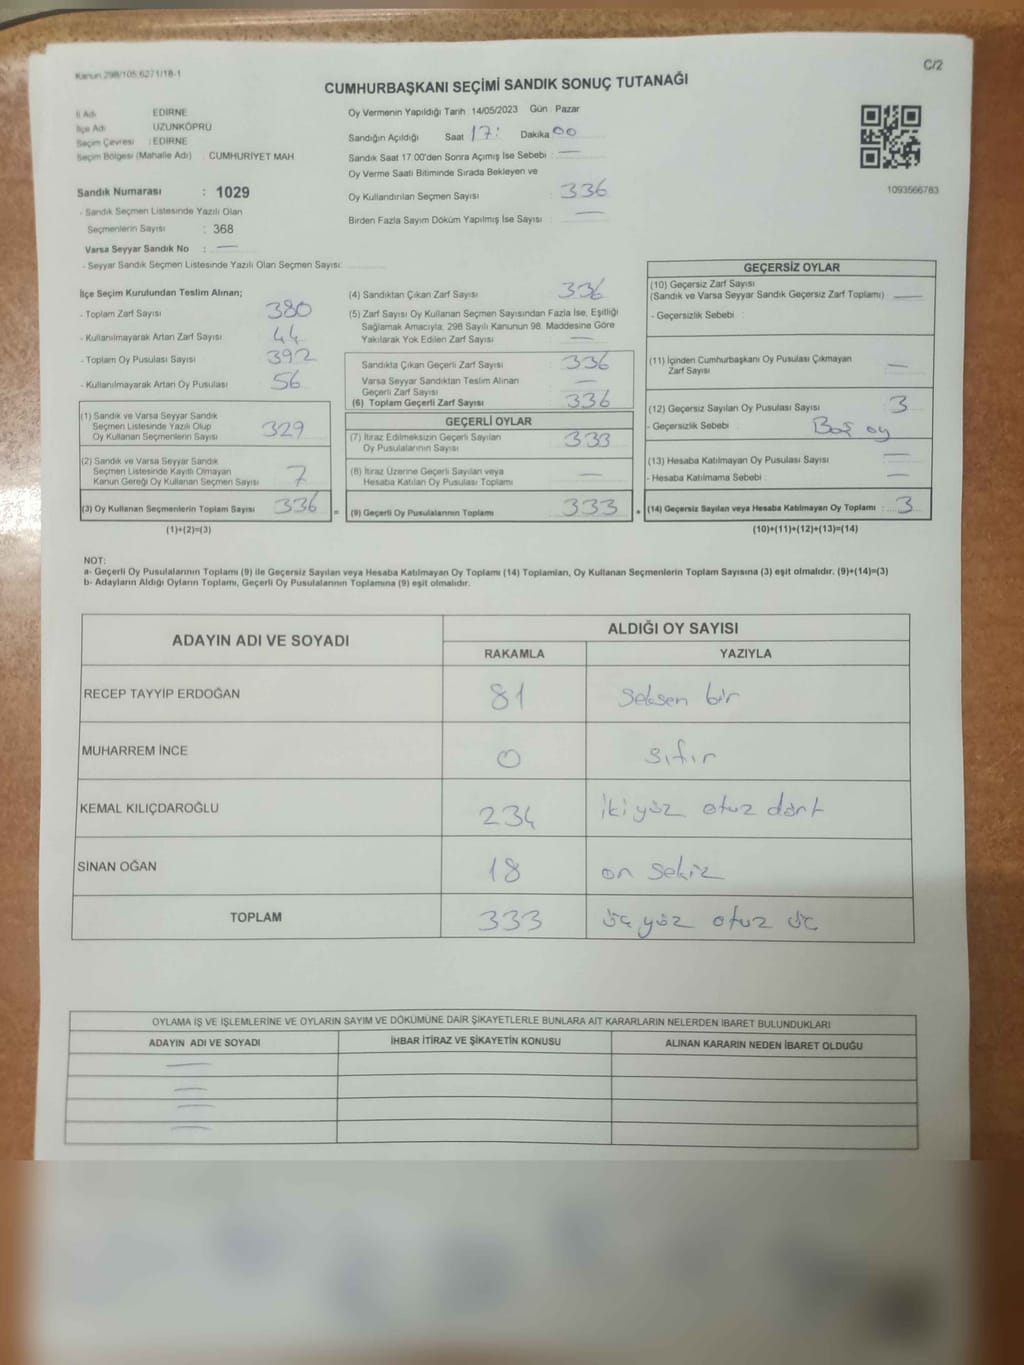 Kanun 298/105;6271/18-1
C/2
CUMHURBAŞKANI SEÇİMİ SANDIK SONUÇ TUTANAĞI
İl Adı EDİRNE
İlçe Adı UZUNKÖPRÜ
Seçim Çevresi : EDİRNE
Seçim Bölgesi (Mahalle Adı) CUMHURİYET MAH
Sandık Numarası : 1029
- Sandık Seçmen Listesinde Yazılı Olan
Seçmenlerin Sayısı : 368
Varsa Seyyar Sandık No : —
- Seyyar Sandık Seçmen Listesinde Yazılı Olan Seçmen Sayısı:
Oy Vermenin Yapıldığı Tarih : 14/05/2023 Gün : Pazar
Sandığın Açıldığı Saat 17: Dakika 00
Sandık Saat 17:00'den Sonra Açılmış İse Sebebi : —
Oy Verme Saati Bitiminde Sırada Bekleyen ve
Oy Kullandırılan Seçmen Sayısı : 336
Birden Fazla Sayım Döküm Yapılmış İse Sayısı : —
1093566783
İlçe Seçim Kurulundan Teslim Alınan;
- Toplam Zarf Sayısı : 380
- Kullanılmayarak Artan Zarf Sayısı : 44
- Toplam Oy Pusulası Sayısı : 392
- Kullanılmayarak Artan Oy Pusulası : 56
(1) Sandık ve Varsa Seyyar Sandık
Seçmen Listesinde Yazılı Olup
Oy Kullanan Seçmenlerin Sayısı : 329
(2) Sandık ve Varsa Seyyar Sandık
Seçmen Listesinde Kayıtlı Olmayan
Kanun Gereği Oy Kullanan Seçmen Sayısı : 7
(3) Oy Kullanan Seçmenlerin Toplam Sayısı : 336
(1)+(2)=(3)
(4) Sandıktan Çıkan Zarf Sayısı : 336
(5) Zarf Sayısı Oy Kullanan Seçmen Sayısından Fazla İse, Eşitliği
Sağlamak Amacıyla, 298 Sayılı Kanunun 98. Maddesine Göre
Yakılarak Yok Edilen Zarf Sayısı : —
Sandıkta Çıkan Geçerli Zarf Sayısı : 336
Varsa Seyyar Sandıktan Teslim Alınan
Geçerli Zarf Sayısı : —
(6) Toplam Geçerli Zarf Sayısı : 336
GEÇERLİ OYLAR
(7) İtiraz Edilmeksizin Geçerli Sayılan
Oy Pusulalarının Sayısı : 333
(8) İtiraz Üzerine Geçerli Sayılan veya
Hesaba Katılan Oy Pusulası Toplamı : —
= (9) Geçerli Oy Pusulalarının Toplamı : 333 +
GEÇERSİZ OYLAR
(10) Geçersiz Zarf Sayısı
(Sandık ve Varsa Seyyar Sandık Geçersiz Zarf Toplamı) : —
- Geçersizlik Sebebi :
(11) İçinden Cumhurbaşkanı Oy Pusulası Çıkmayan
Zarf Sayısı : —
(12) Geçersiz Sayılan Oy Pusulası Sayısı : 3
- Geçersizlik Sebebi : Boş oy
(13) Hesaba Katılmayan Oy Pusulası Sayısı : —
- Hesaba Katılmama Sebebi : —
(14) Geçersiz Sayılan veya Hesaba Katılmayan Oy Toplamı : 3
(10)+(11)+(12)+(13)=(14)
NOT:
a- Geçerli Oy Pusulalarının Toplamı (9) ile Geçersiz Sayılan veya Hesaba Katılmayan Oy Toplamı (14) Toplamları, Oy Kullanan Seçmenlerin Toplam Sayısına (3) eşit olmalıdır. (9)+(14)=(3)
b- Adayların Aldığı Oyların Toplamı, Geçerli Oy Pusulalarının Toplamına (9) eşit olmalıdır.
ADAYIN ADI VE SOYADI ALDIĞI OY SAYISI
RAKAMLA YAZIYLA
RECEP TAYYİP ERDOĞAN 81 seksen bir
MUHARREM İNCE 0 sıfır
KEMAL KILIÇDAROĞLU 234 iki yüz otuz dört
SİNAN OĞAN 18 on sekiz
TOPLAM 333 üç yüz otuz üç
OYLAMA İŞ VE İŞLEMLERİNE VE OYLARIN SAYIM VE DÖKÜMÜNE DAİR ŞİKAYETLERLE BUNLARA AİT KARARLARIN NELERDEN İBARET BULUNDUKLARI
ADAYIN ADI VE SOYADI İHBAR İTİRAZ VE ŞİKAYETİN KONUSU ALINAN KARARIN NEDEN İBARET OLDUĞU
—
—
—
—